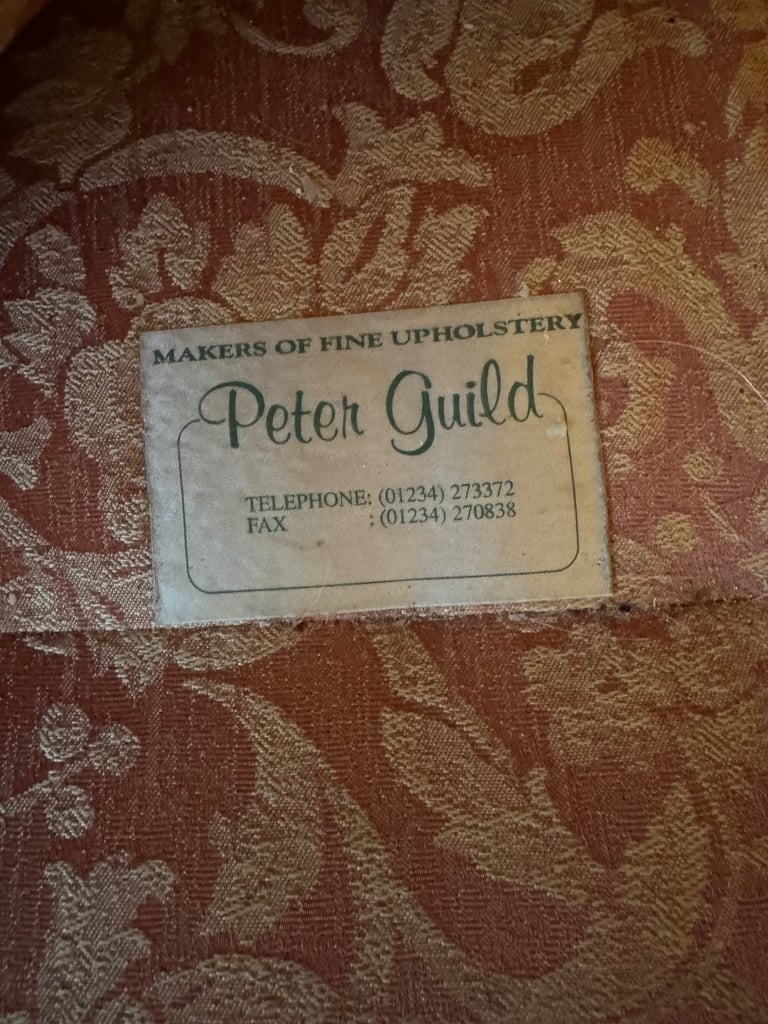 MAKERS OF FINE UPHOLSTERY
Peter Guild
TELEPHONE: (01234) 273372
FAX : (01234) 270838